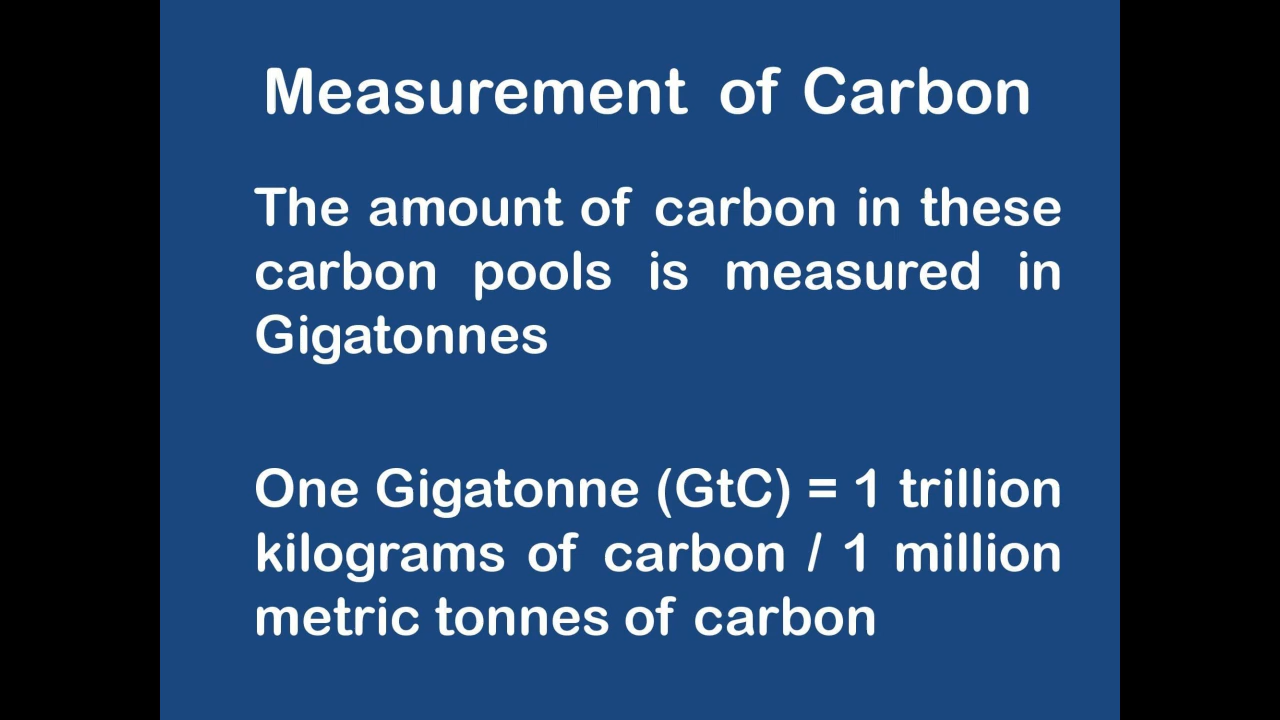 Measurement of Carbon
The amount of carbon in these
carbon pools is measured in
Gigatonnes
One Gigatonne (GtC) = 1 trillion
kilograms of carbon / 1 million
metric tonnes of carbon